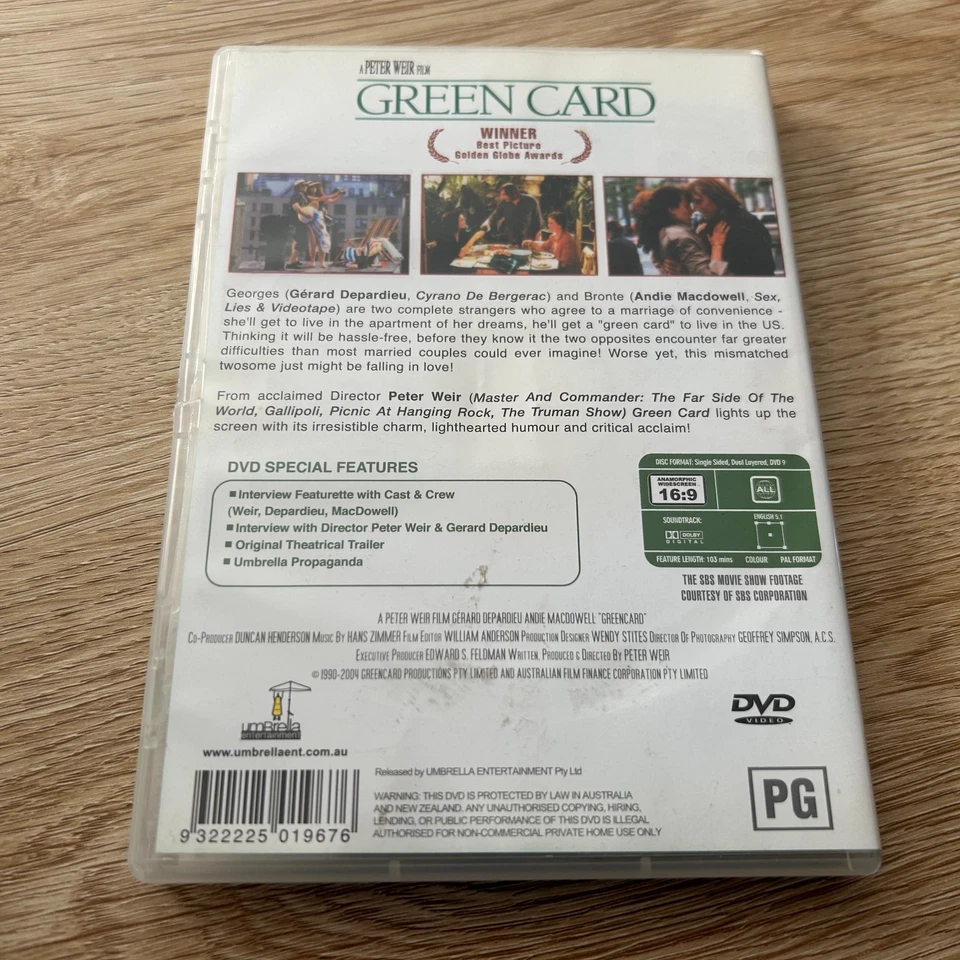 A PETER WEIR FILM
GREEN CARD
WINNER
Best Picture
Golden Globe Awards
Georges (Gérard Depardieu, Cyrano De Bergerac) and Bronte (Andie Macdowell, Sex,
Lies & Videotape) are two complete strangers who agree to a marriage of convenience -
she'll get to live in the apartment of her dreams, he'll get a "green card" to live in the US.
Thinking it will be hassle-free, before they know it the two opposites encounter far greater
difficulties than most married couples could ever imagine! Worse yet, this mismatched
twosome just might be falling in love!
From acclaimed Director Peter Weir (Master And Commander: The Far Side Of The
World, Gallipoli, Picnic At Hanging Rock, The Truman Show) Green Card lights up the
screen with its irresistible charm, lighthearted humour and critical acclaim!
DVD SPECIAL FEATURES
Interview Featurette with Cast & Crew
(Weir, Depardieu, MacDowell)
Interview with Director Peter Weir & Gerard Depardieu
Original Theatrical Trailer
Umbrella Propaganda
DISC FORMAT: Single Sided, Dual Layered, DVD 9
ANAMORPHIC
WIDESCREEN
16:9
ALL
SOUNDTRACK:
ENGLISH 5.1
DOLBY
DIGITAL
FEATURE LENGTH: 103 mins COLOUR PAL FORMAT
THE SBS MOVIE SHOW FOOTAGE
COURTESY OF SBS CORPORATION
A PETER WEIR FILM GÉRARD DEPARDIEU ANDIE MACDOWELL "GREENCARD"
CO-PRODUCER DUNCAN HENDERSON MUSIC BY HANS ZIMMER FILM EDITOR WILLIAM ANDERSON PRODUCTION DESIGNER WENDY STITES DIRECTOR OF PHOTOGRAPHY GEOFFREY SIMPSON, A.C.S.
EXECUTIVE PRODUCER EDWARD S. FELDMAN WRITTEN, PRODUCED & DIRECTED BY PETER WEIR
© 1990-2004 GREENCARD PRODUCTIONS PTY LIMITED AND AUSTRALIAN FILM FINANCE CORPORATION PTY LIMITED
umbrella
entertainment
DVD
VIDEO
www.umbrellaent.com.au
Released by UMBRELLA ENTERTAINMENT Pty Ltd
WARNING: THIS DVD IS PROTECTED BY LAW IN AUSTRALIA
AND NEW ZEALAND. ANY UNAUTHORISED COPYING, HIRING,
LENDING, OR PUBLIC PERFORMANCE OF THIS DVD IS ILLEGAL
AUTHORISED FOR NON-COMMERCIAL PRIVATE HOME USE ONLY
9 322225 019676
PG